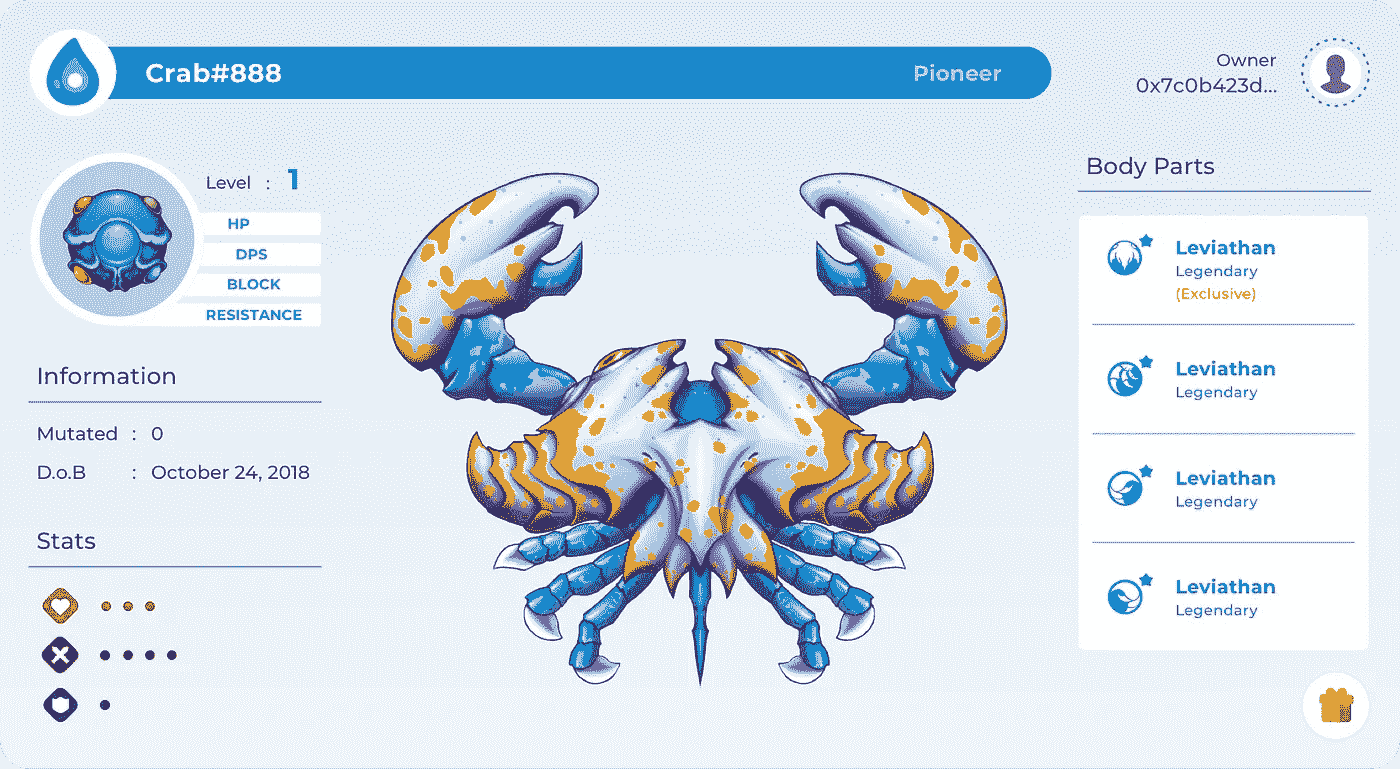 Crab#888
Pioneer
Owner
0x7c0b423d...
Level : 1
HP
DPS
BLOCK
RESISTANCE
Information
Mutated : 0
D.o.B : October 24, 2018
Stats
Body Parts
Leviathan
Legendary
(Exclusive)
Leviathan
Legendary
Leviathan
Legendary
Leviathan
Legendary